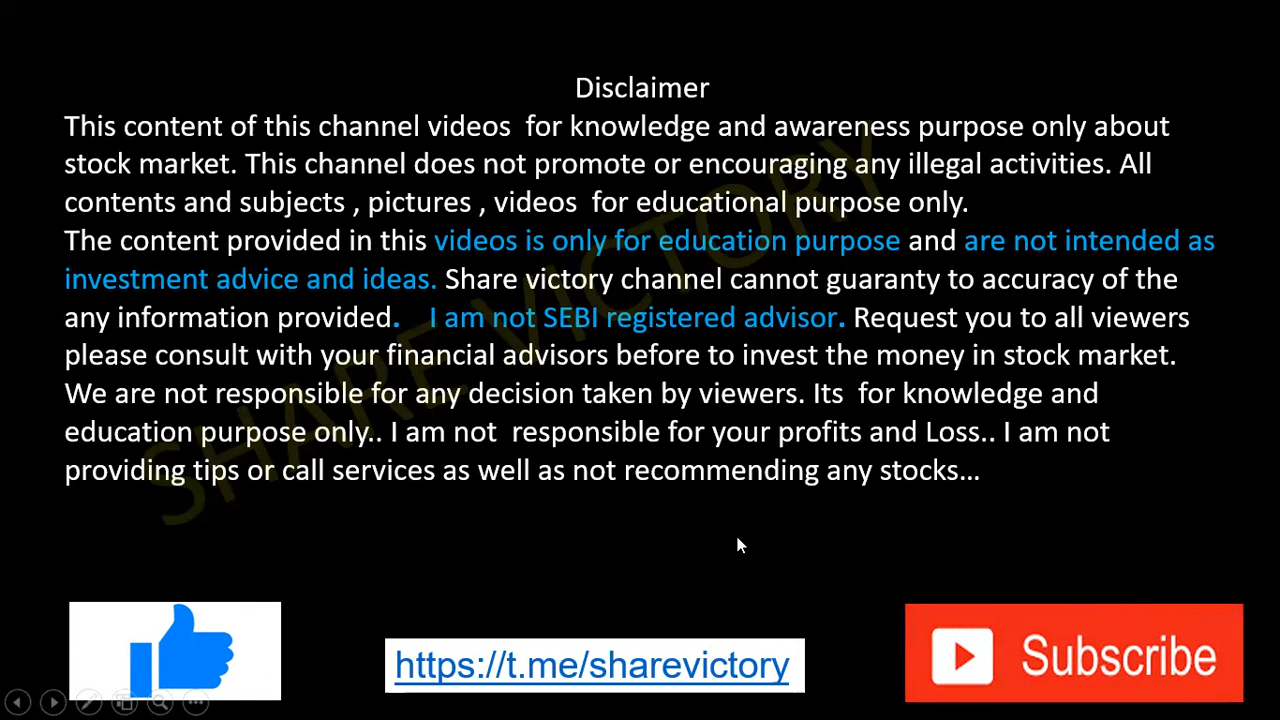 Disclaimer
This content of this channel videos  for knowledge and awareness purpose only about
stock market. This channel does not promote or encouraging any illegal activities. All
contents and subjects , pictures , videos  for educational purpose only.
The content provided in this videos is only for education purpose and are not intended as
investment advice and ideas. Share victory channel cannot guaranty to accuracy of the
any information provided.    I am not SEBI registered advisor. Request you to all viewers
please consult with your financial advisors before to invest the money in stock market.
We are not responsible for any decision taken by viewers. Its  for knowledge and
education purpose only.. I am not  responsible for your profits and Loss.. I am not
providing tips or call services as well as not recommending any stocks...
SHARE VICTORY
https://t.me/sharevictory
Subscribe